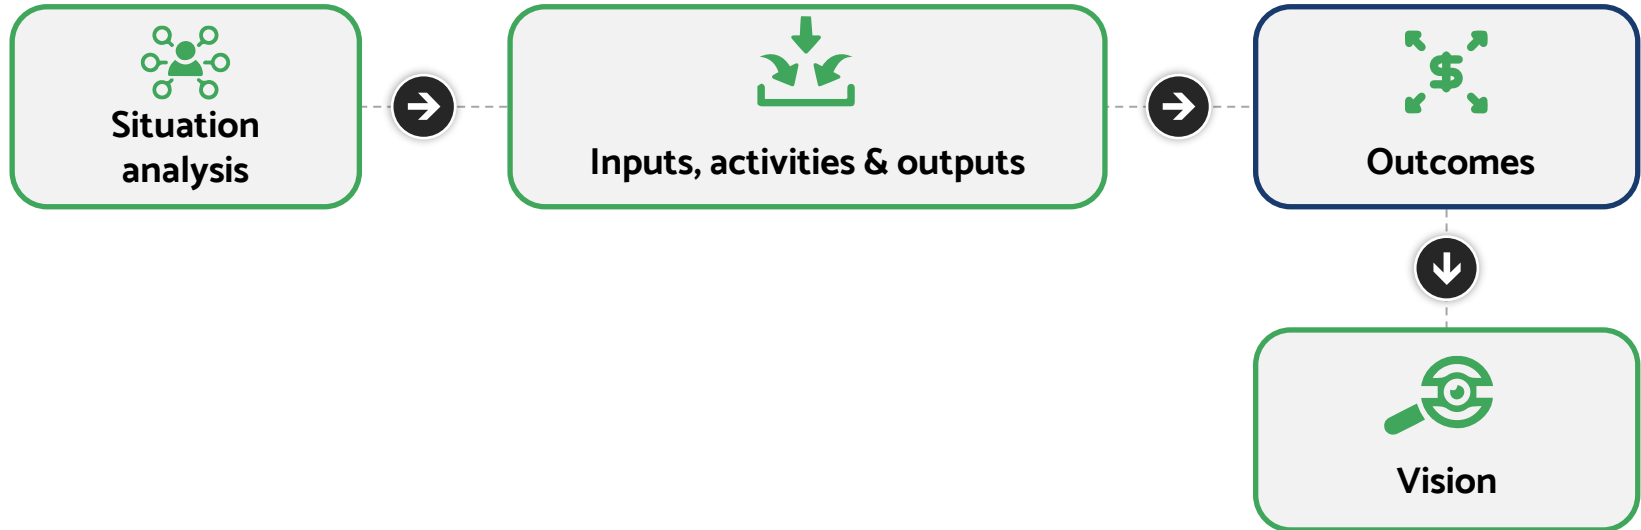 Situation
analysis
Inputs, activities & outputs
$
Outcomes
Vision